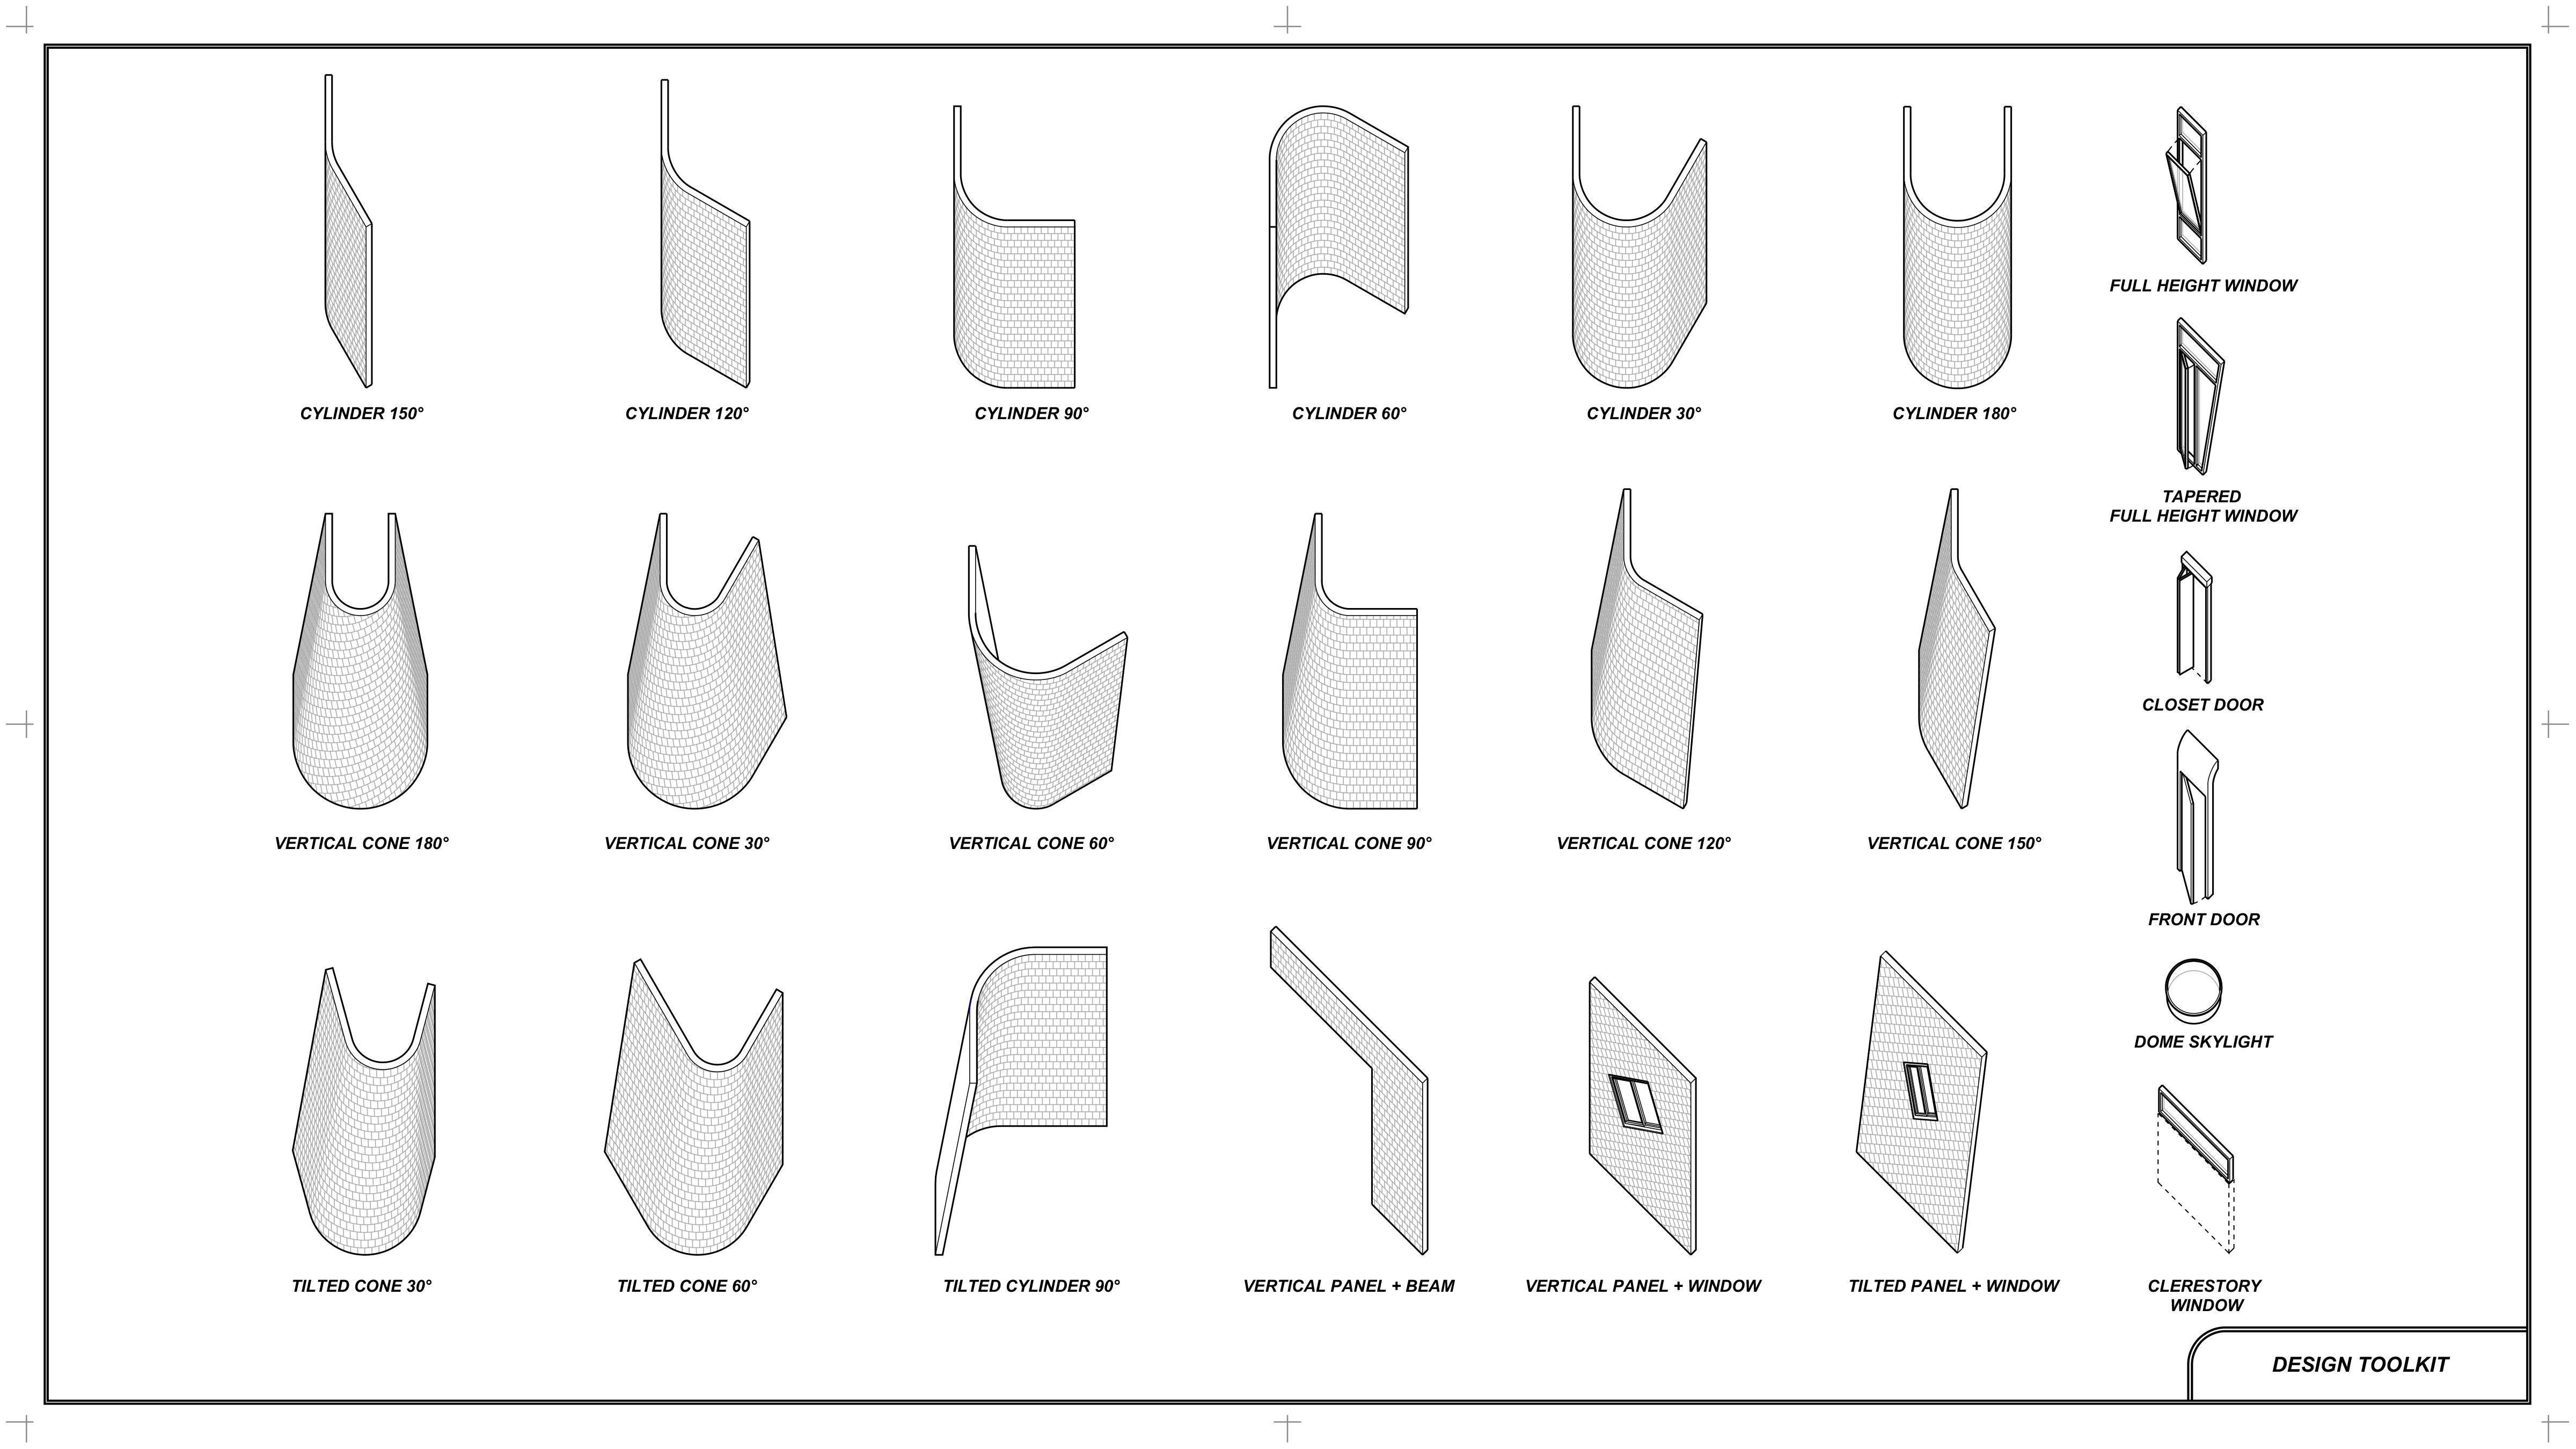 CYLINDER 150°
CYLINDER 120°
CYLINDER 90°
CYLINDER 60°
CYLINDER 30°
CYLINDER 180°
FULL HEIGHT WINDOW
TAPERED
FULL HEIGHT WINDOW
CLOSET DOOR
VERTICAL CONE 180°
VERTICAL CONE 30°
VERTICAL CONE 60°
VERTICAL CONE 90°
VERTICAL CONE 120°
VERTICAL CONE 150°
FRONT DOOR
DOME SKYLIGHT
TILTED CONE 30°
TILTED CONE 60°
TILTED CYLINDER 90°
VERTICAL PANEL + BEAM
VERTICAL PANEL + WINDOW
TILTED PANEL + WINDOW
CLERESTORY
WINDOW
DESIGN TOOLKIT